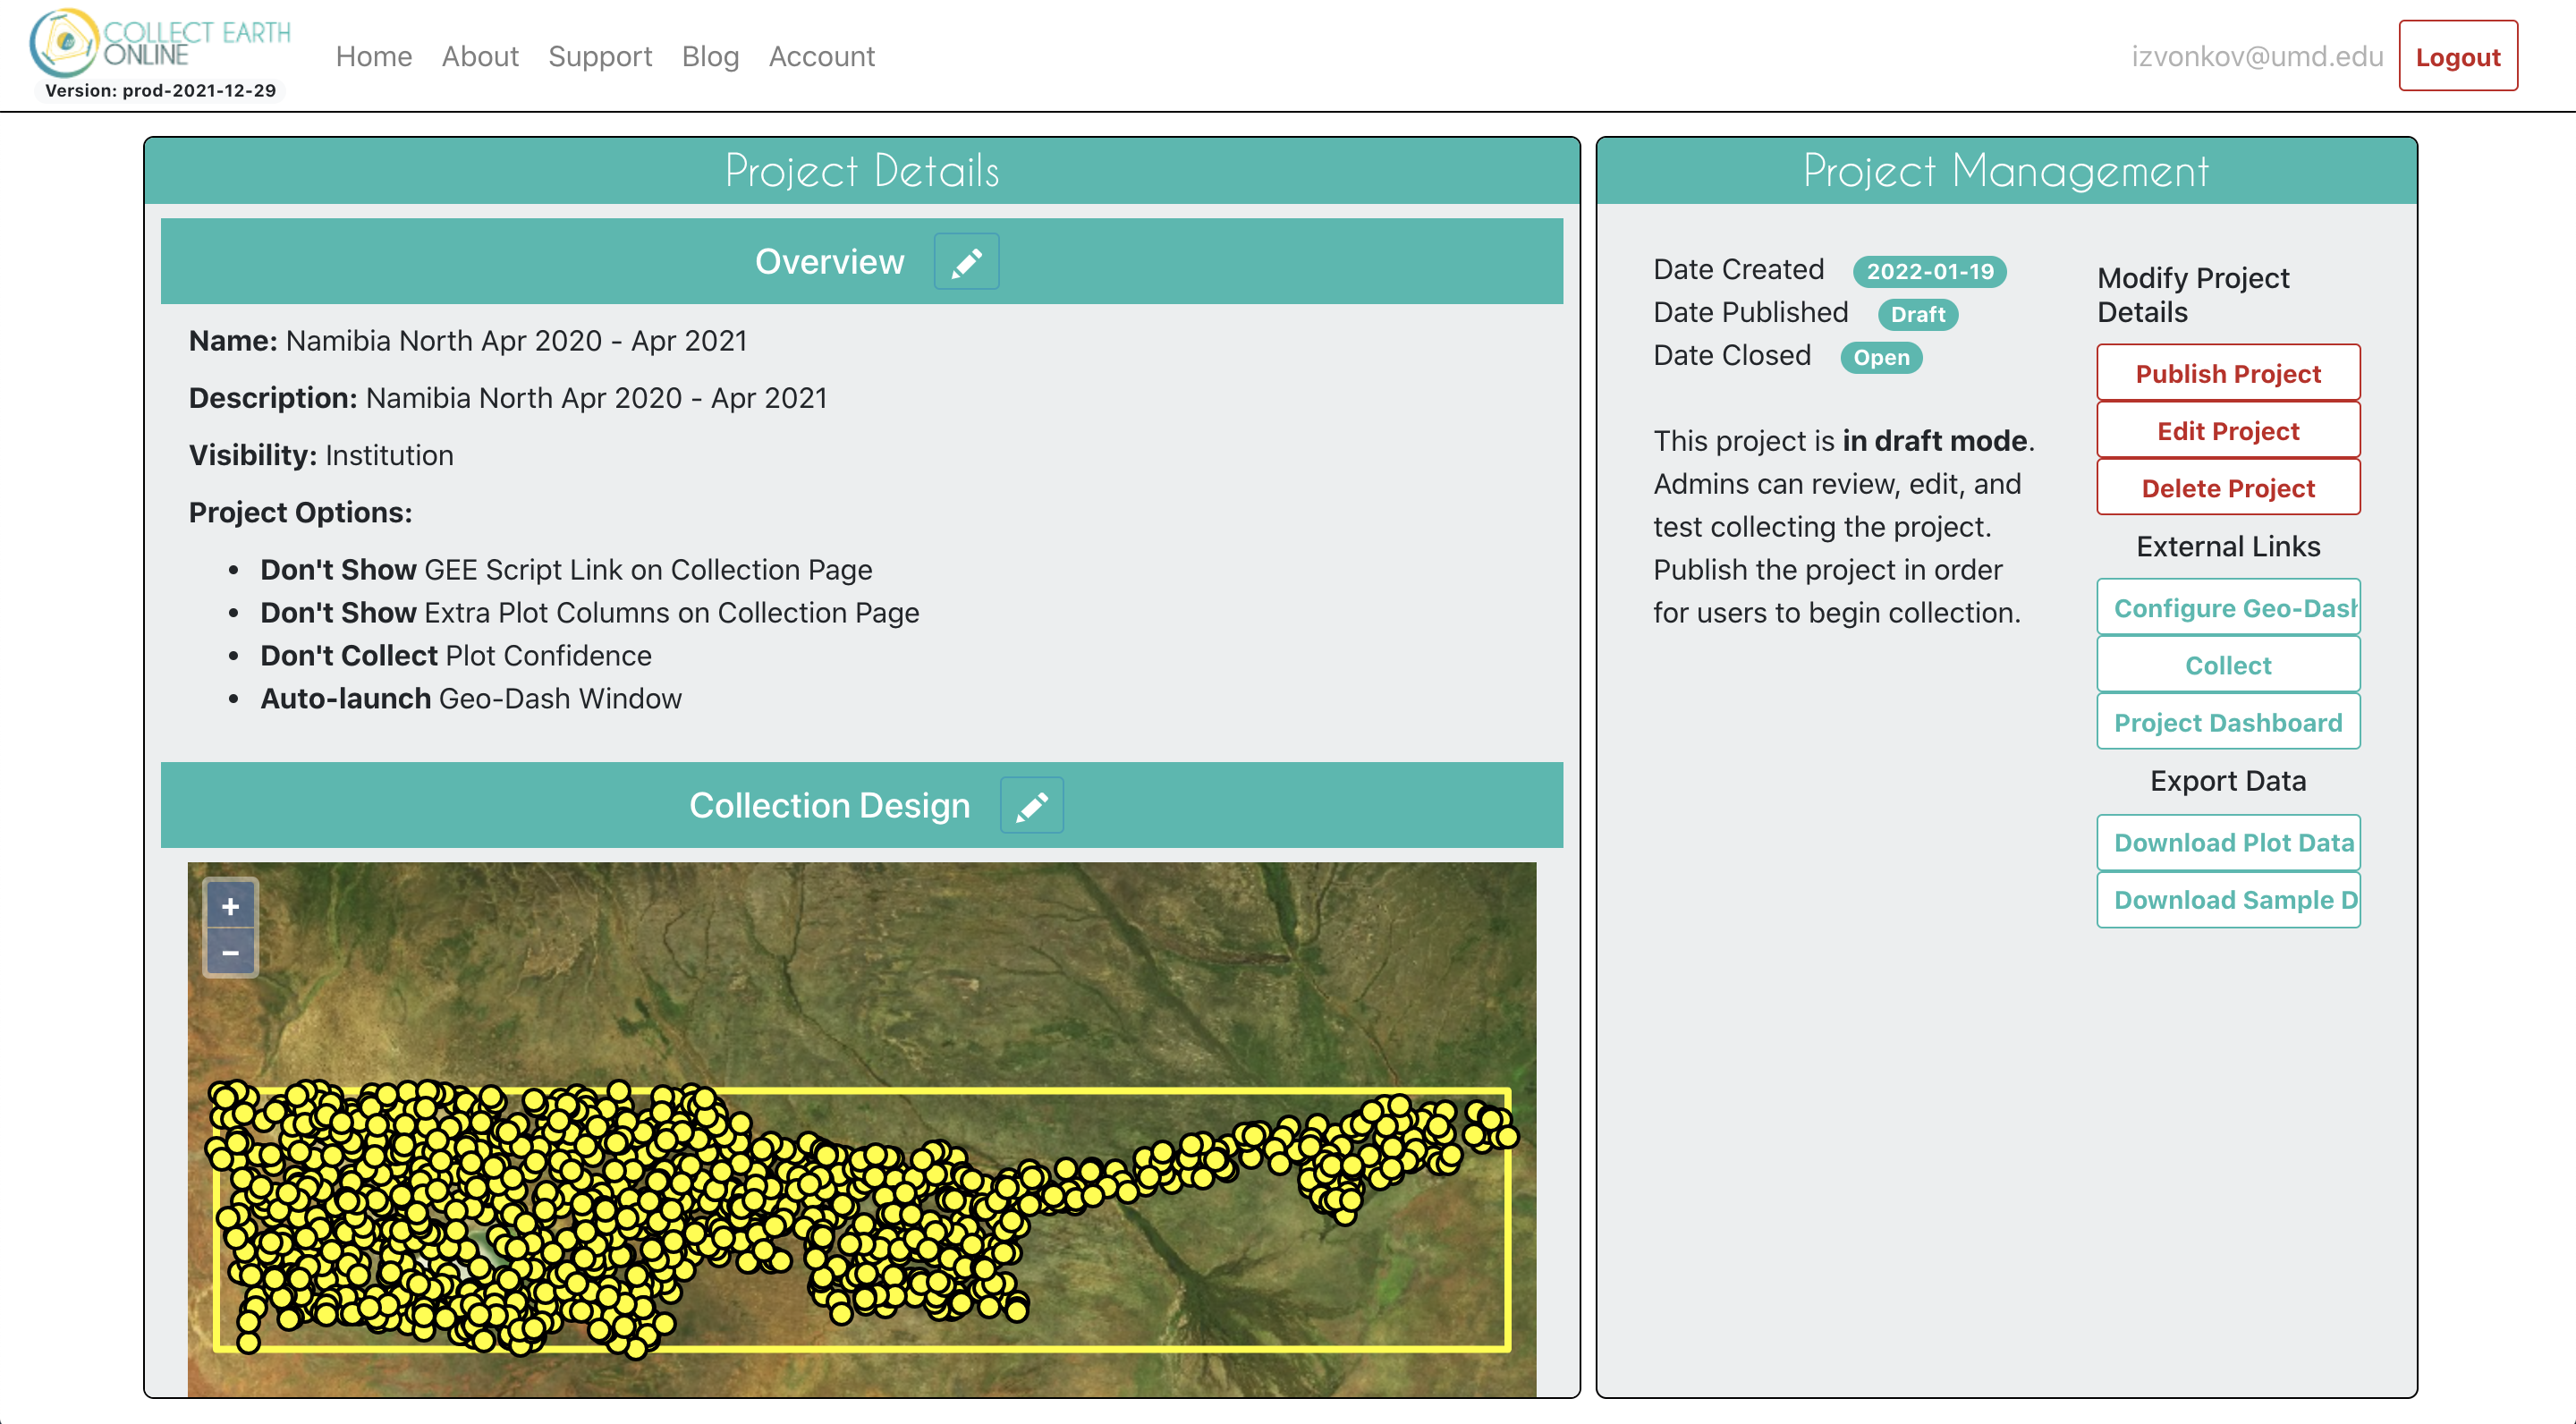 COLLECT EARTH
ONLINE
Version: prod-2021-12-29
Home About Support Blog Account
izvonkov@umd.edu Logout
Project Details
Overview
Name: Namibia North Apr 2020 - Apr 2021
Description: Namibia North Apr 2020 - Apr 2021
Visibility: Institution
Project Options:
• Don't Show GEE Script Link on Collection Page
• Don't Show Extra Plot Columns on Collection Page
• Don't Collect Plot Confidence
• Auto-launch Geo-Dash Window
Collection Design
+
−
Project Management
Date Created 2022-01-19
Date Published Draft
Date Closed Open
This project is in draft mode.
Admins can review, edit, and
test collecting the project.
Publish the project in order
for users to begin collection.
Modify Project
Details
Publish Project
Edit Project
Delete Project
External Links
Configure Geo-Dash
Collect
Project Dashboard
Export Data
Download Plot Data
Download Sample D